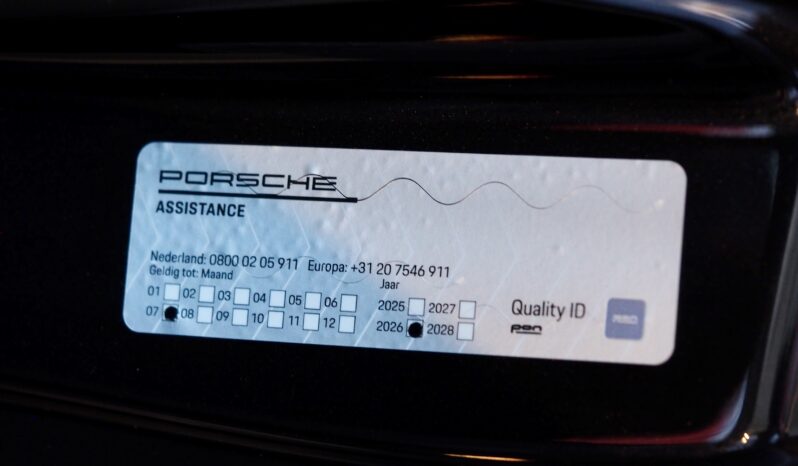 PORSCHE
ASSISTANCE
Nederland: 0800 02 05 911 Europa: +31 20 7546 911
Geldig tot: Maand Jaar
01 02 03 04 05 06 2025 2027
07 08 09 10 11 12 2026 2028
Quality ID
pon